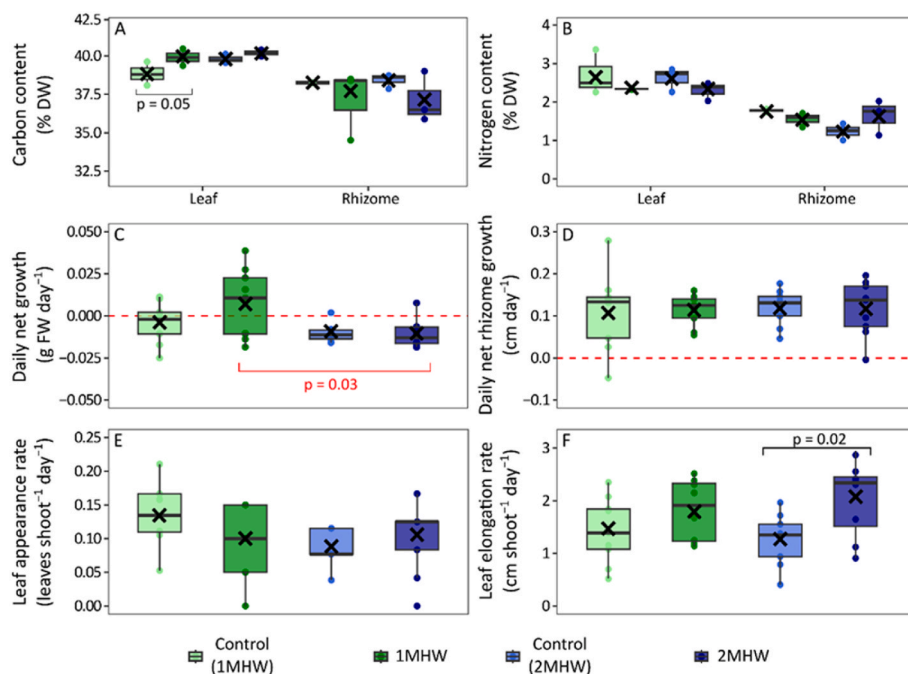 A
Carbon content
(% DW)
42.5
40.0
37.5
35.0
32.5
p = 0.05
Leaf
Rhizome
B
Nitrogen content
(% DW)
4
3
2
1
0
Leaf
Rhizome
C
Daily net growth
(g FW day⁻¹)
0.050
0.025
0.000
−0.025
−0.050
p = 0.03
D
Daily net rhizome growth
(cm day⁻¹)
0.3
0.2
0.1
0.0
−0.1
E
Leaf appearance rate
(leaves shoot⁻¹ day⁻¹)
0.25
0.20
0.15
0.10
0.05
0.00
F
Leaf elongation rate
(cm shoot⁻¹ day⁻¹)
3
2
1
0
p = 0.02
Control
(1MHW)
1MHW
Control
(2MHW)
2MHW